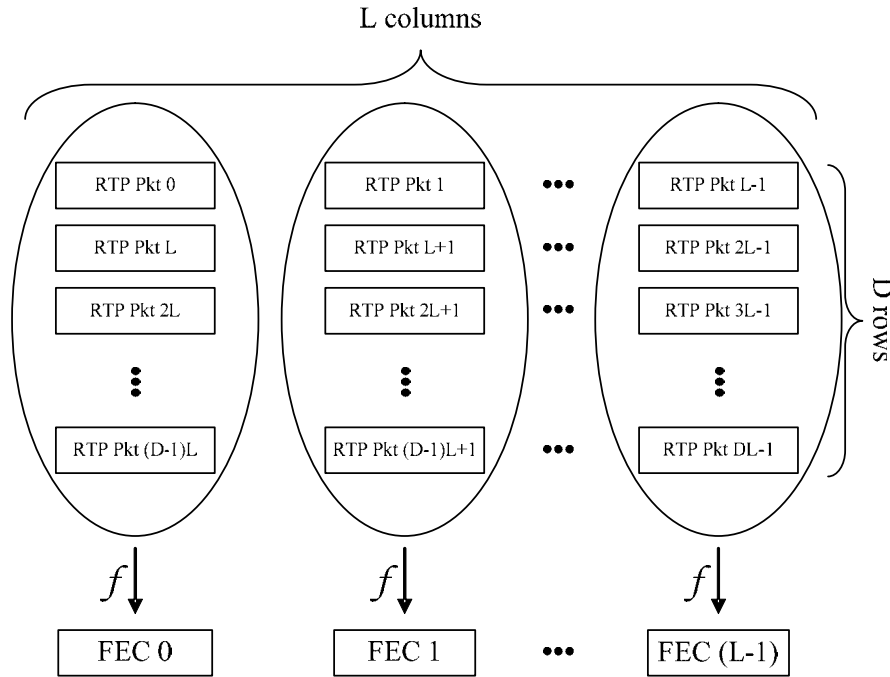 L columns
RTP Pkt 0
RTP Pkt 1
RTP Pkt L-1
RTP Pkt L
RTP Pkt L+1
RTP Pkt 2L-1
RTP Pkt 2L
RTP Pkt 2L+1
RTP Pkt 3L-1
D rows
RTP Pkt (D-1)L
RTP Pkt (D-1)L+1
RTP Pkt DL-1
f
f
f
FEC 0
FEC 1
FEC (L-1)